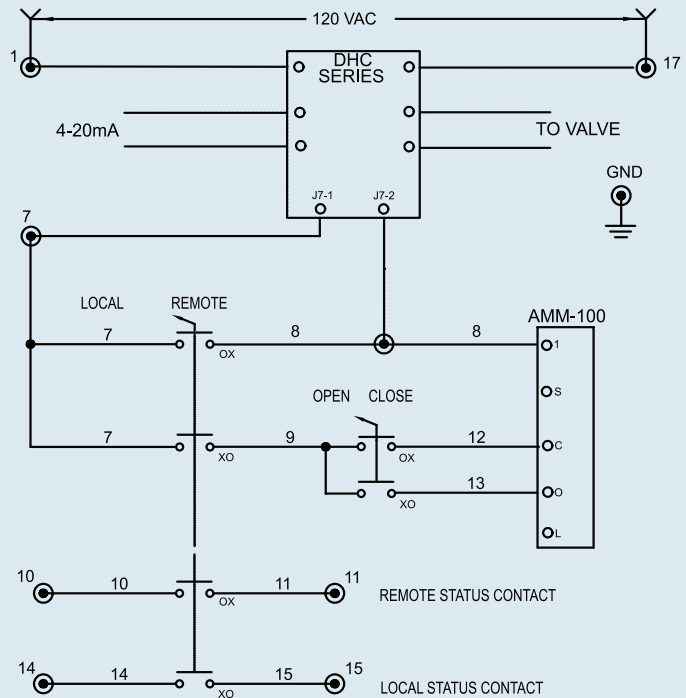 120 VAC
1
DHC
SERIES
17
4-20mA
TO VALVE
GND
J7-1
J7-2
7
LOCAL
REMOTE
AMM-100
7
8
8
1
OX
S
OPEN
CLOSE
7
9
12
C
XO
OX
13
O
XO
L
10
10
11
11
REMOTE STATUS CONTACT
OX
14
14
15
15
LOCAL STATUS CONTACT
XO